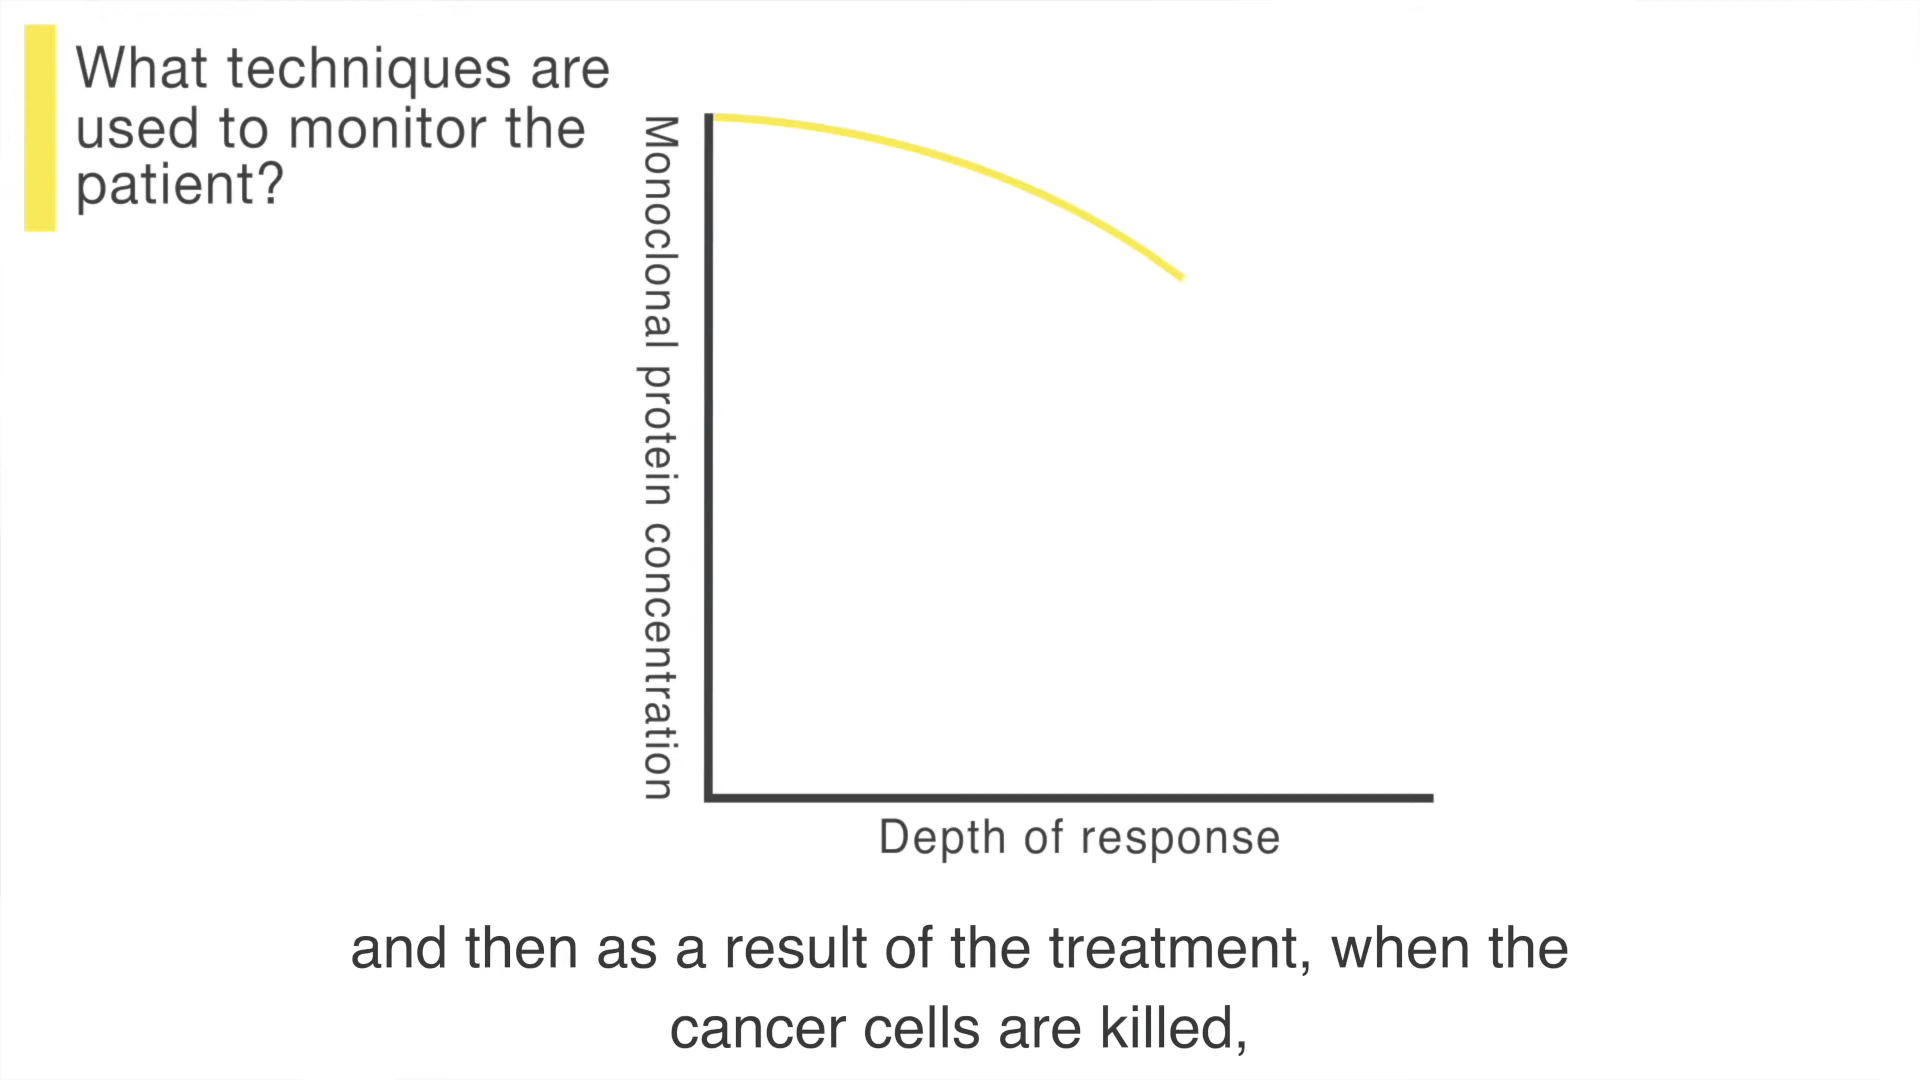 What techniques are
used to monitor the
patient?
Monoclonal protein concentration
Depth of response
and then as a result of the treatment, when the
cancer cells are killed,